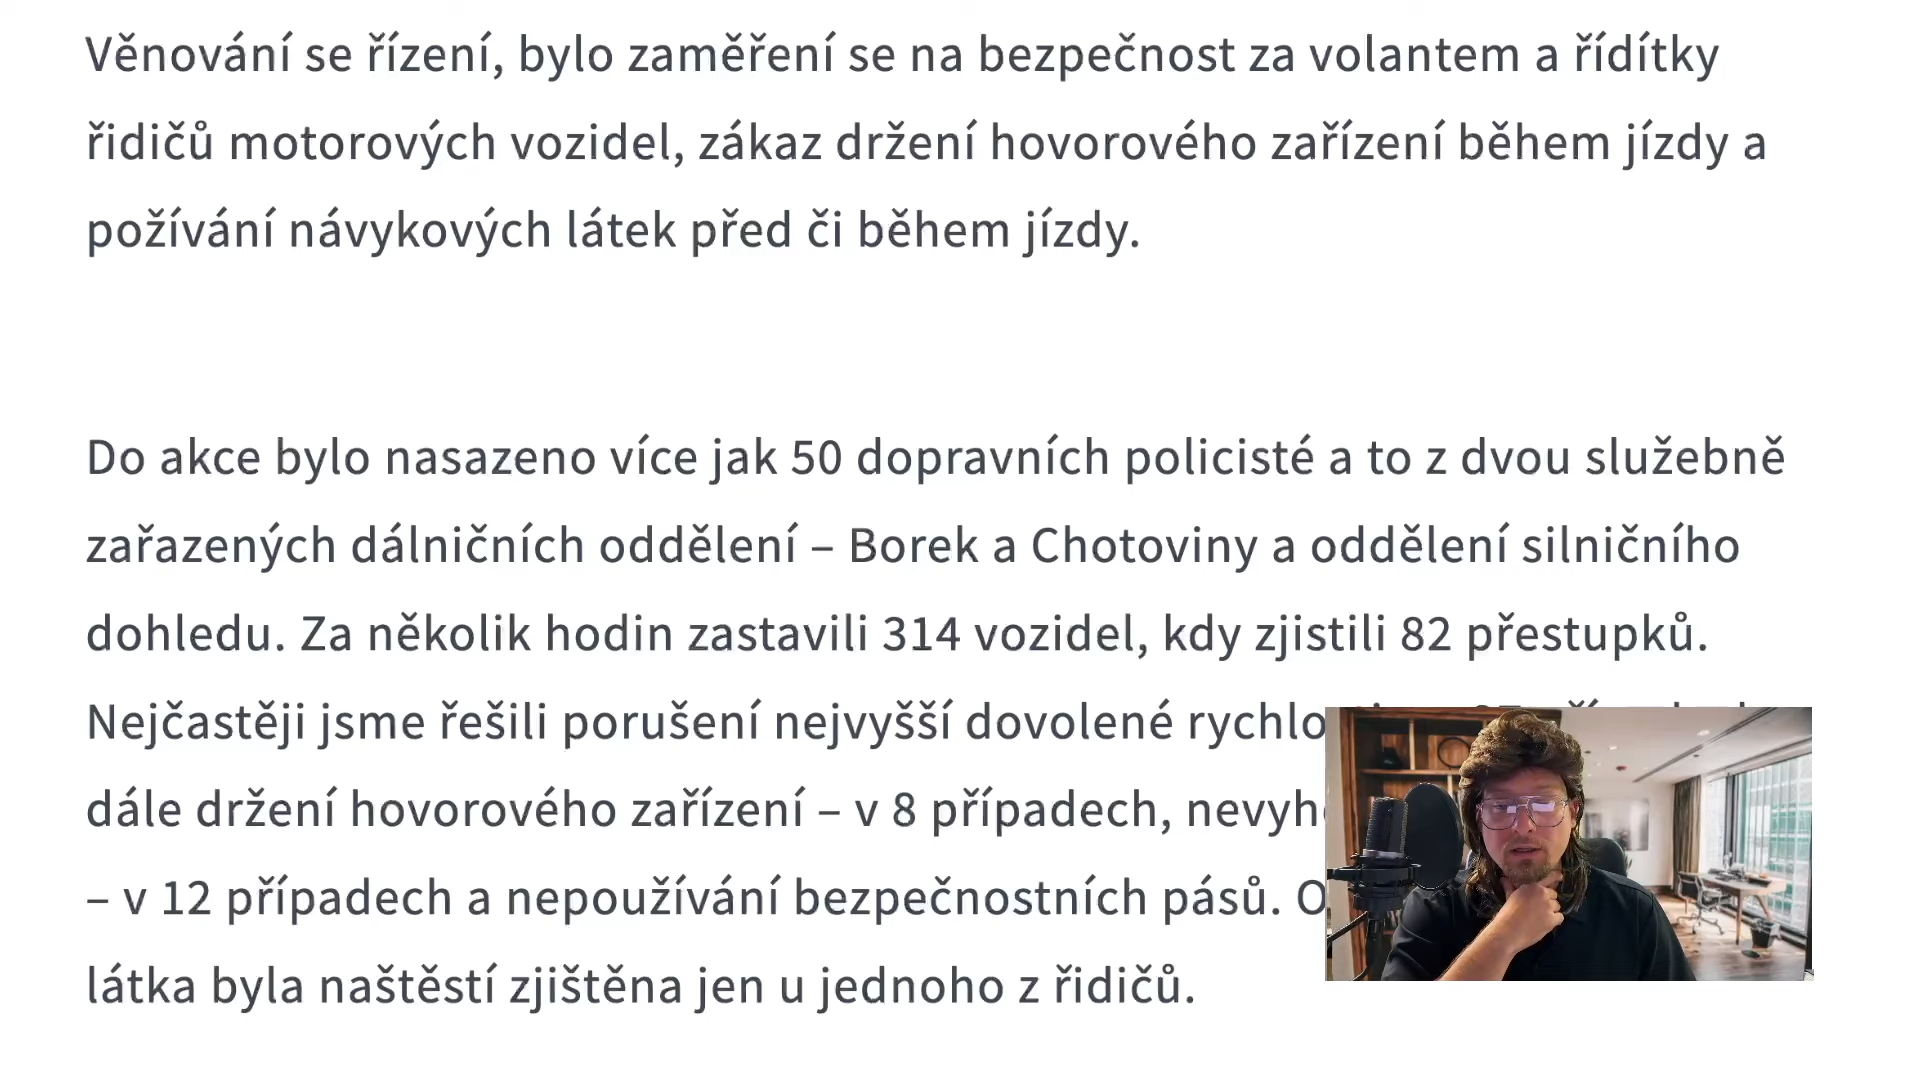 Věnování se řízení, bylo zaměření se na bezpečnost za volantem a řídítky
řidičů motorových vozidel, zákaz držení hovorového zařízení během jízdy a
požívání návykových látek před či během jízdy.
Do akce bylo nasazeno více jak 50 dopravních policisté a to z dvou služebně
zařazených dálničních oddělení – Borek a Chotoviny a oddělení silničního
dohledu. Za několik hodin zastavili 314 vozidel, kdy zjistili 82 přestupků.
Nejčastěji jsme řešili porušení nejvyšší dovolené
dále držení hovorového zařízení – v 8 případech,
– v 12 případech a nepoužívání bezpečnostních pásů.
látka byla naštěstí zjištěna jen u jednoho z řidičů.